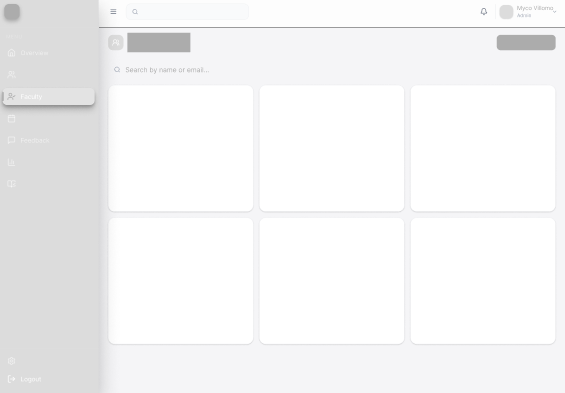 Myco Villamo
Admin
Overview
Search by name or email...
Faculty
Feedback
Logout